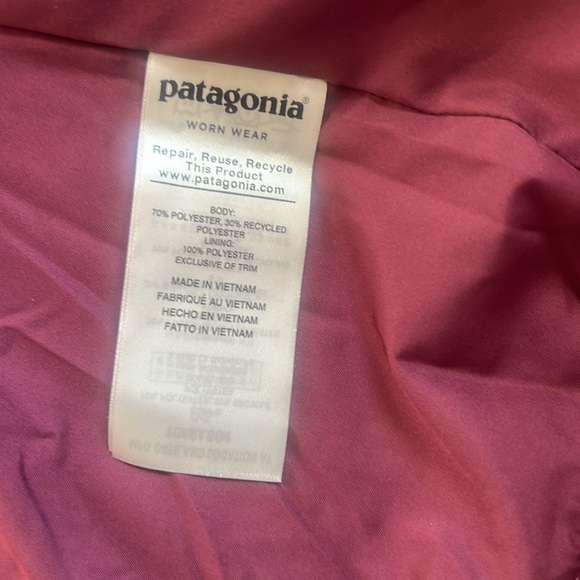 patagonia®
WORN WEAR
Repair, Reuse, Recycle
This Product
www.patagonia.com
BODY:
70% POLYESTER, 30% RECYCLED
POLYESTER
LINING:
100% POLYESTER
EXCLUSIVE OF TRIM
MADE IN VIETNAM
FABRIQUÉ AU VIETNAM
HECHO EN VIETNAM
FATTO IN VIETNAM